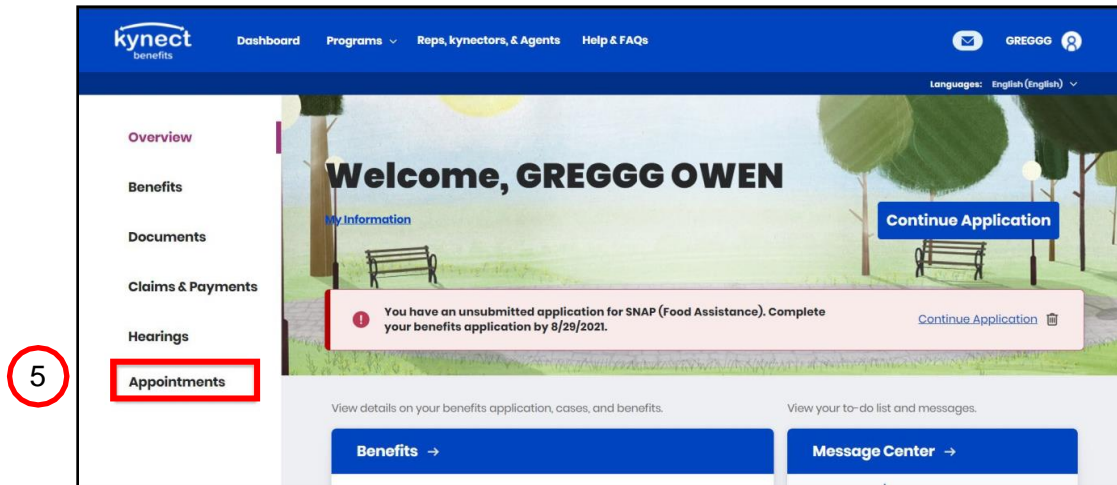 kynect
benefits
Dashboard
Programs
Reps, kynectors, & Agents
Help & FAQs
GREGGG
Languages: English (English)
Overview
Benefits
Documents
Claims & Payments
Hearings
5
Appointments
Welcome, GREGGG OWEN
My Information
Continue Application
You have an unsubmitted application for SNAP (Food Assistance). Complete
your benefits application by 8/29/2021.
Continue Application
View details on your benefits application, cases, and benefits.
View your to-do list and messages.
Benefits →
Message Center →